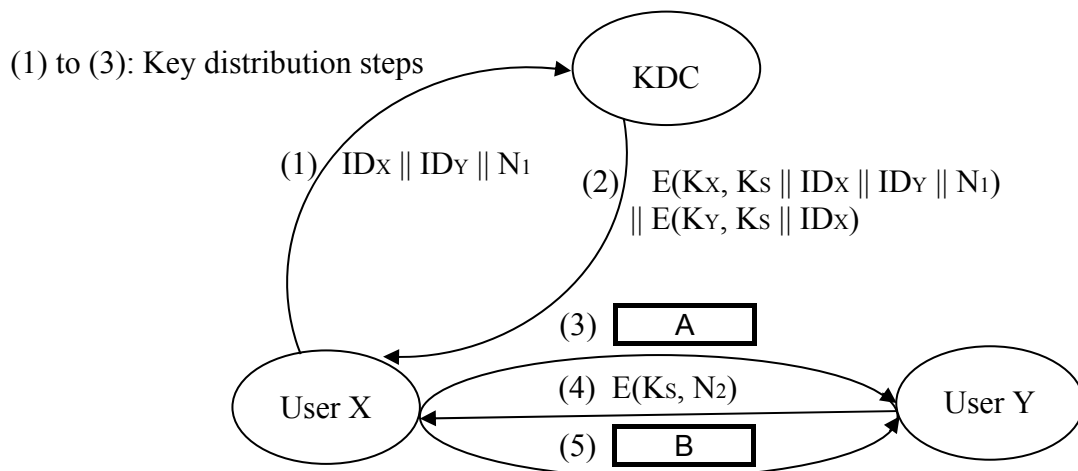 (1) to (3): Key distribution steps
KDC
(1) IDX || IDY || N1
(2) E(KX, KS || IDX || IDY || N1)
|| E(KY, KS || IDX)
(3) A
(4) E(KS, N2)
User X
User Y
(5) B